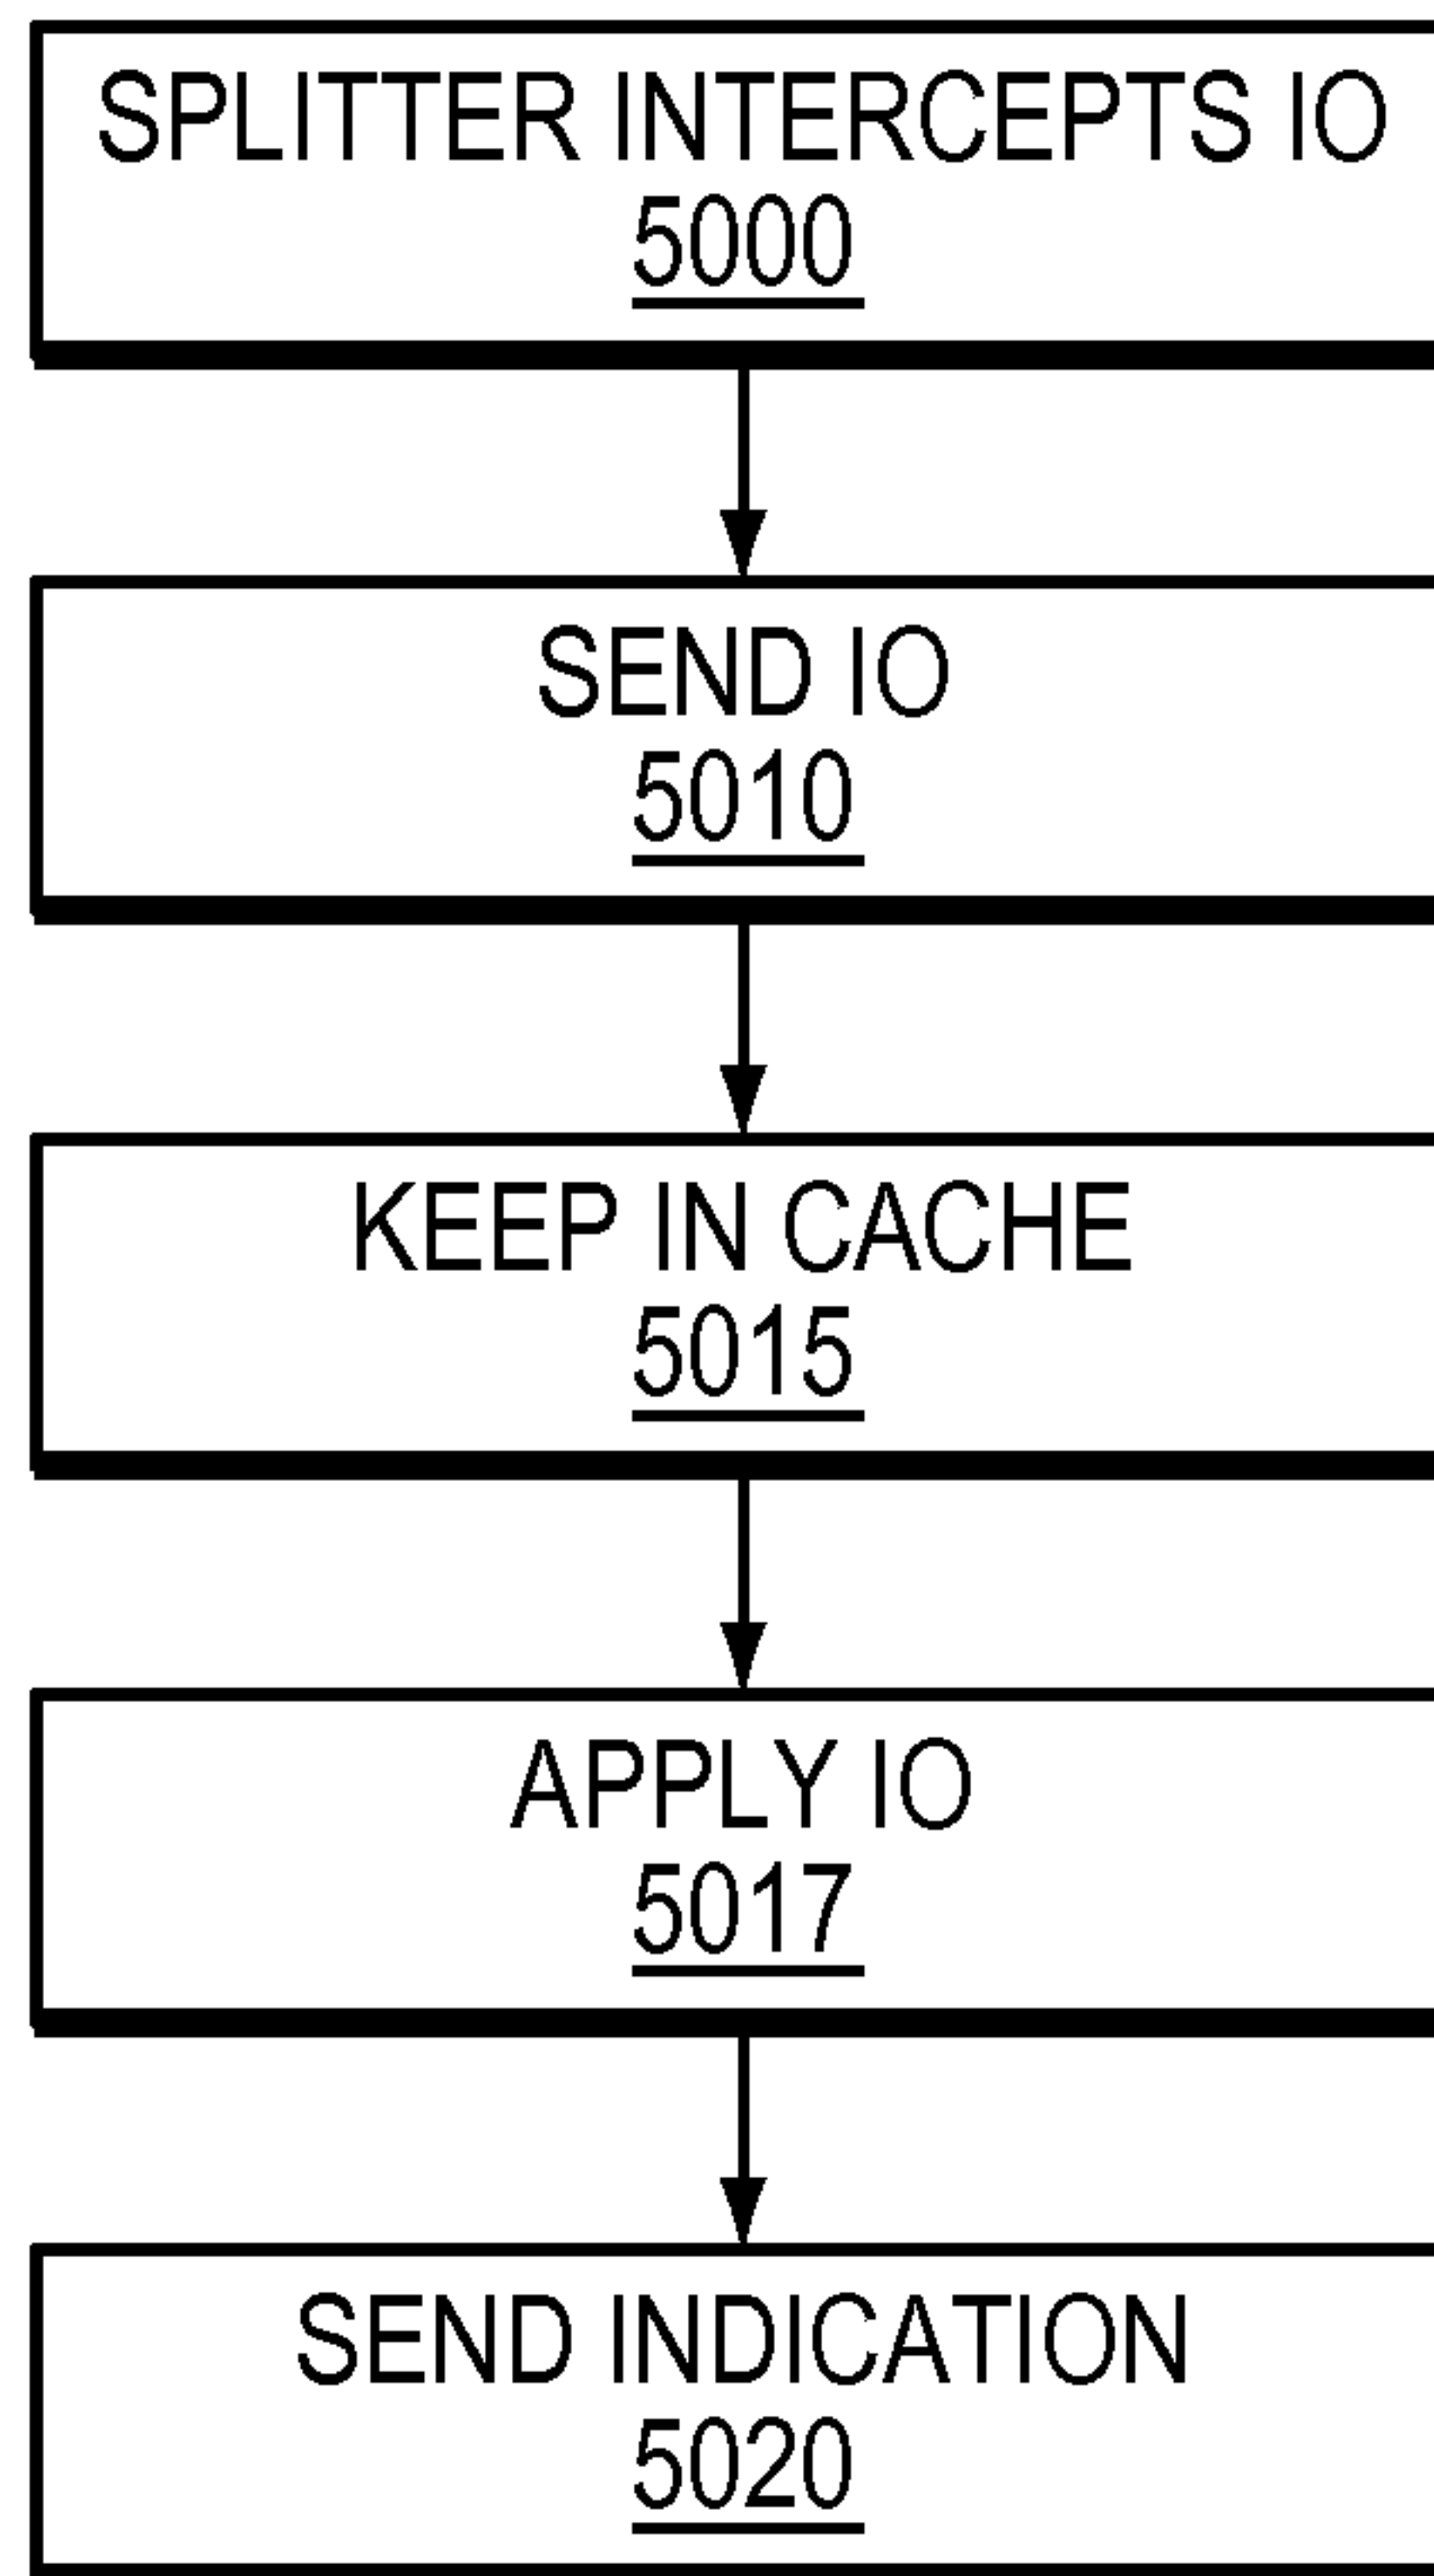 SPLITTER INTERCEPTS IO
5000
SEND IO
5010
KEEP IN CACHE
5015
APPLY IO
5017
SEND INDICATION
5020